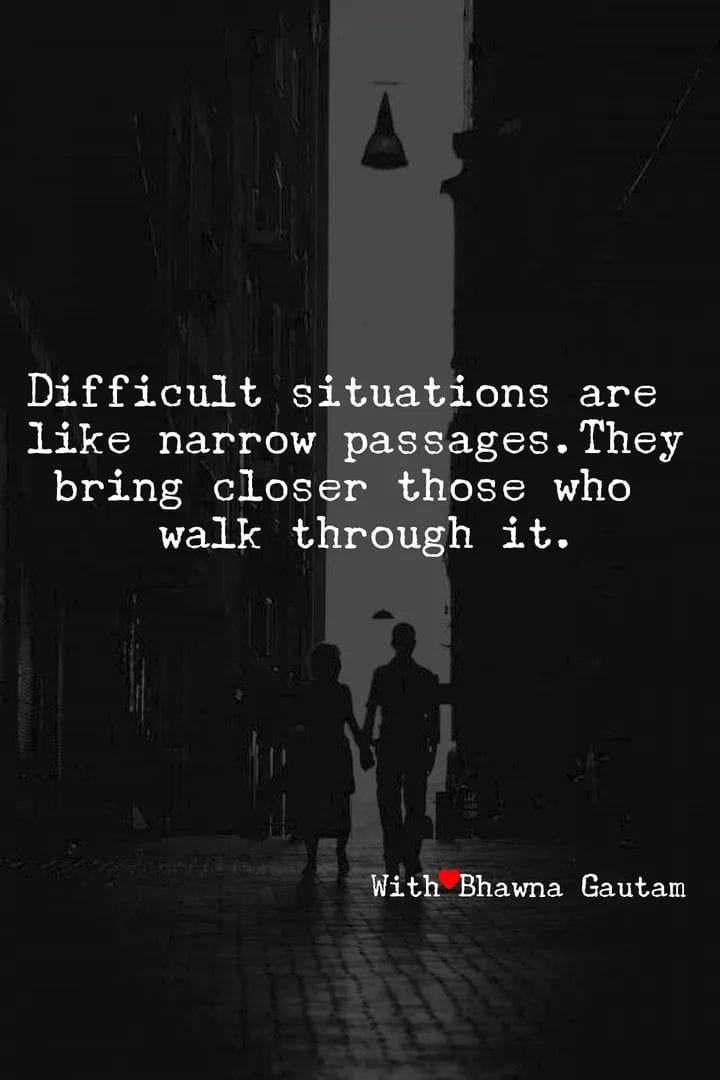 Difficult situations are
like narrow passages.They
bring closer those who
walk through it.
With❤Bhawna Gautam